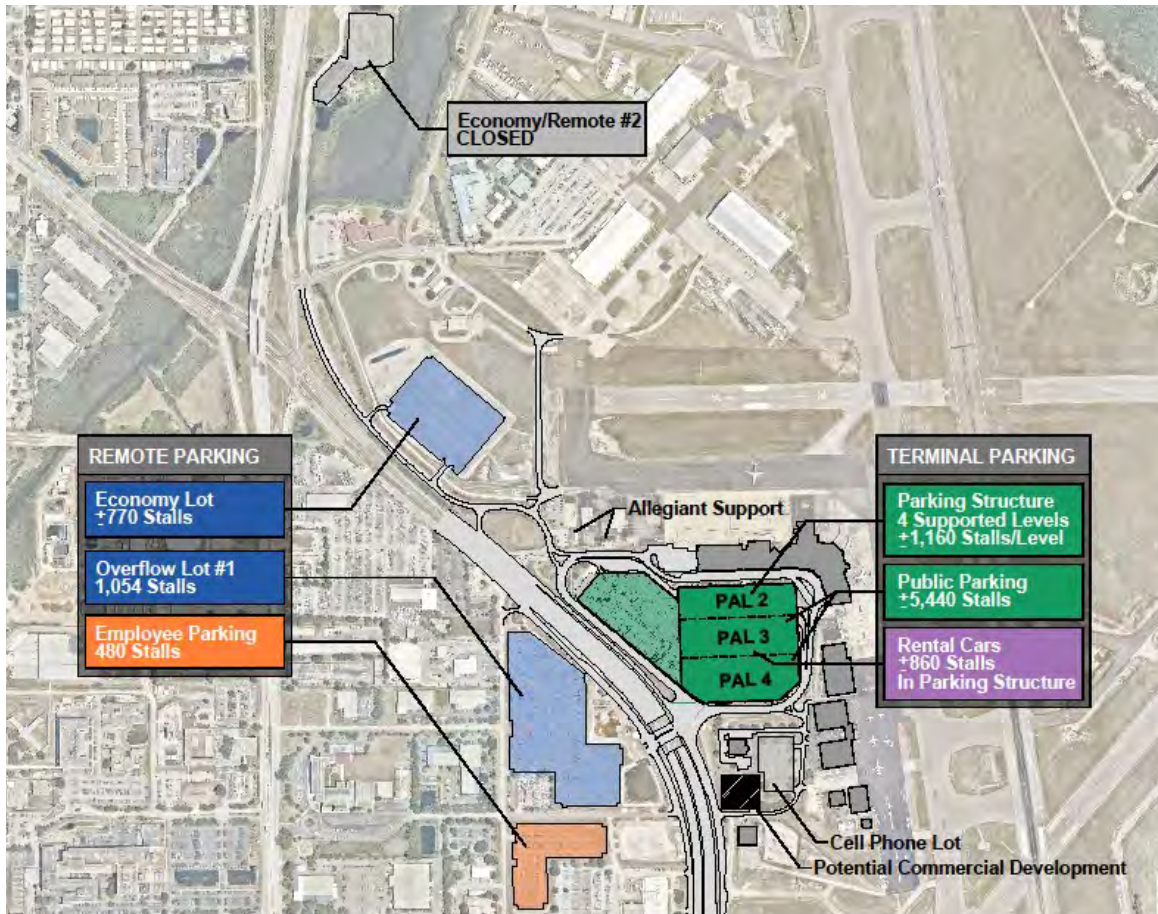 Economy/Remote #2
CLOSED
REMOTE PARKING
Economy Lot
±770 Stalls
Overflow Lot #1
1,054 Stalls
Employee Parking
480 Stalls
Allegiant Support
TERMINAL PARKING
Parking Structure
4 Supported Levels
±1,160 Stalls/Level
Public Parking
±5,440 Stalls
Rental Cars
±860 Stalls
In Parking Structure
PAL 2
PAL 3
PAL 4
Cell Phone Lot
Potential Commercial Development